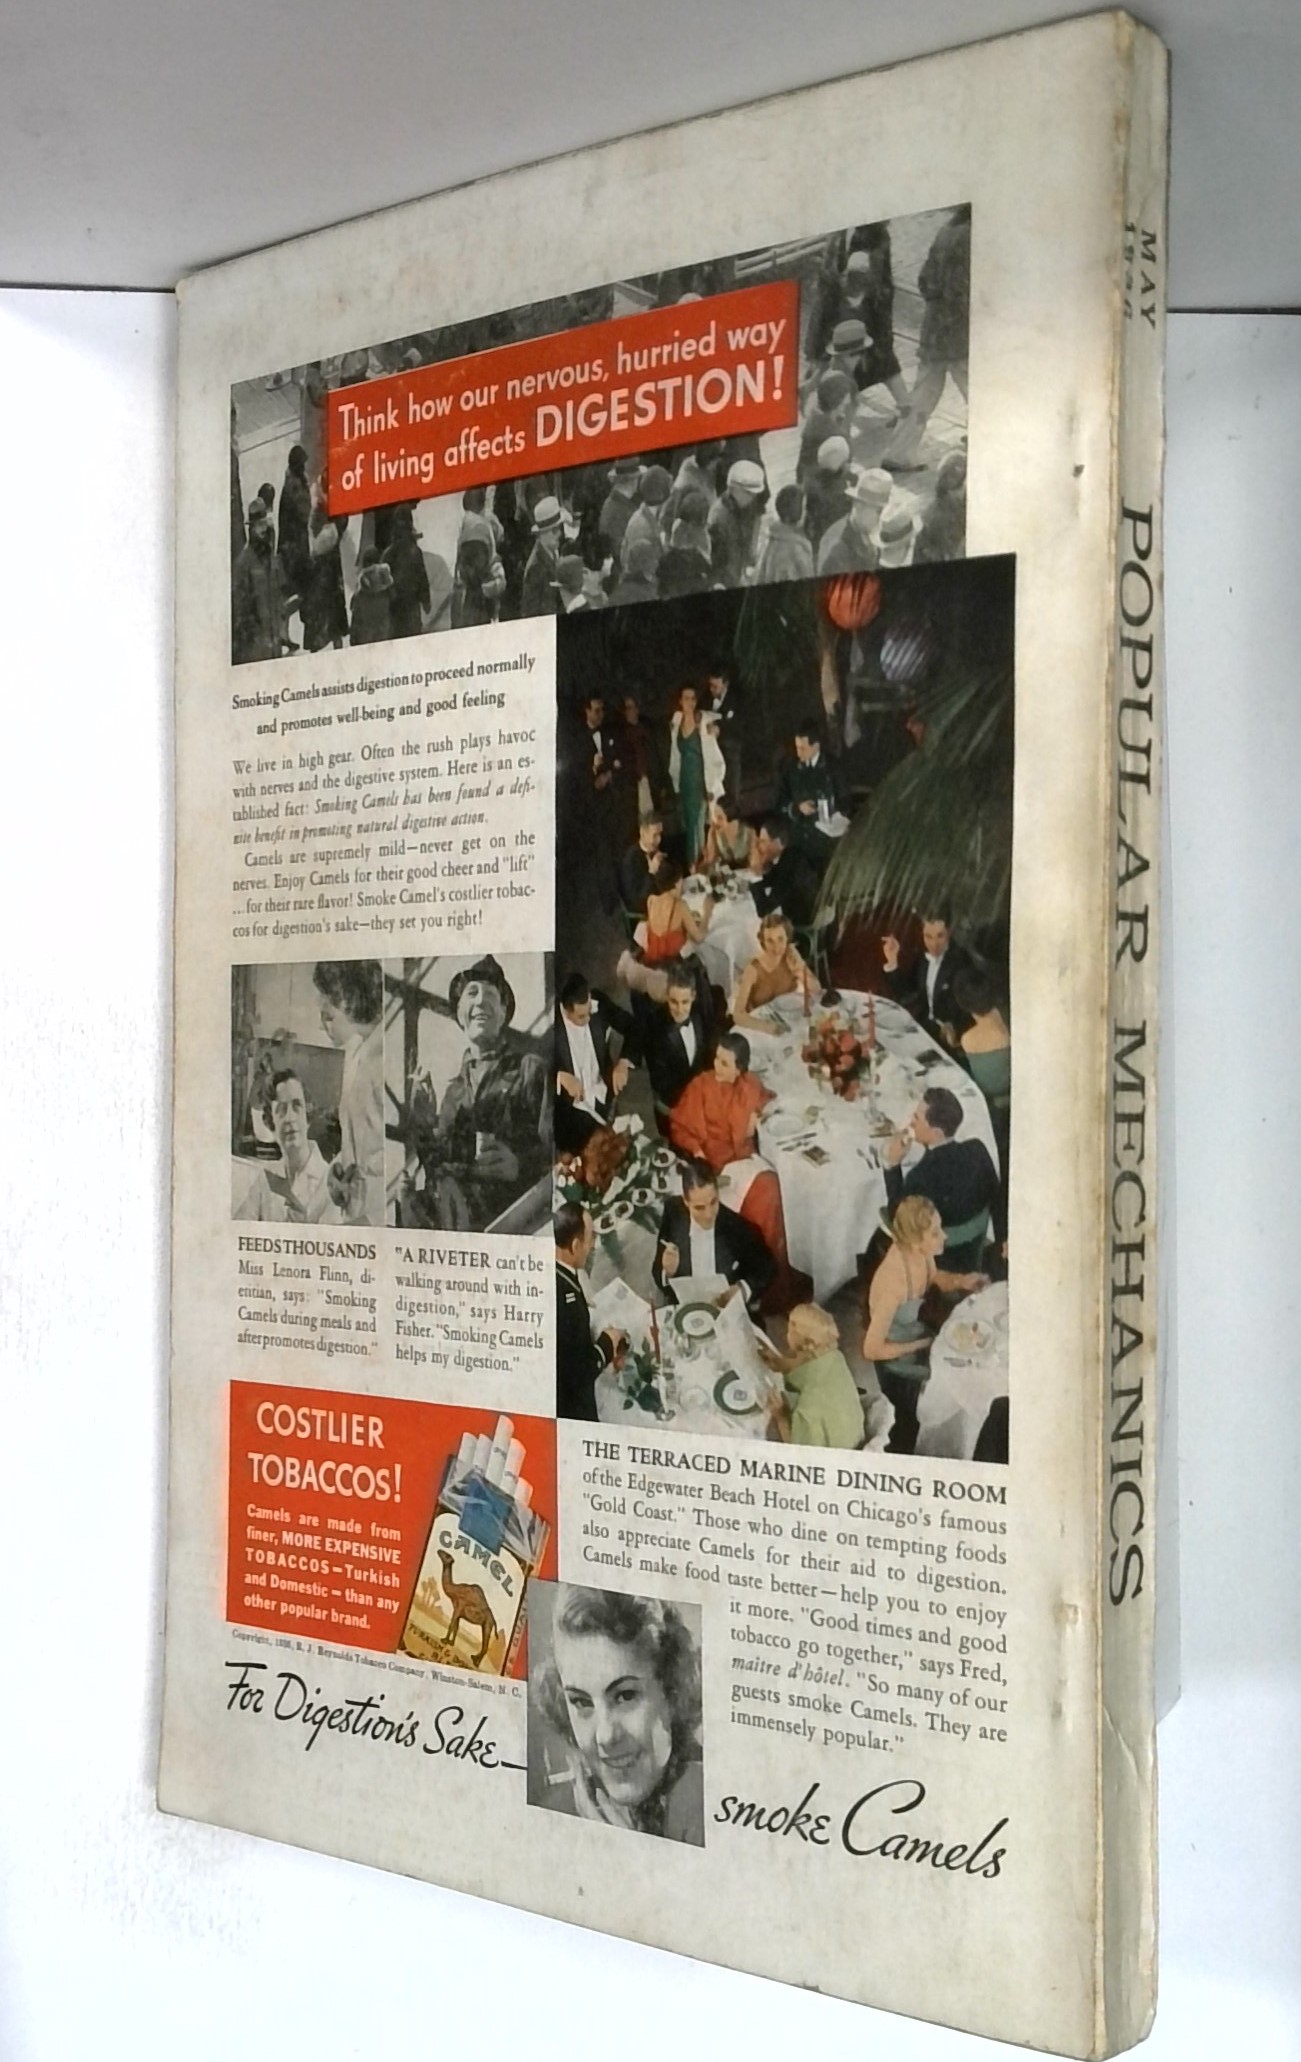 Think how our nervous, hurried way
of living affects DIGESTION!
Smoking Camels assists digestion to proceed normally
and promotes well-being and good feeling
We live in high gear. Often the rush plays havoc
with nerves and the digestive system. Here is an es-
tablished fact: Smoking Camels has been found a defi-
nite benefit in promoting natural digestive action.
Camels are supremely mild—never get on the
nerves. Enjoy Camels for their good cheer and "lift"
...for their rare flavor! Smoke Camel's costlier tobac-
cos for digestion's sake—they set you right!
FEEDS THOUSANDS
Miss Lenora Flinn, di-
etitian, says: "Smoking
Camels during meals and
after promotes digestion."
"A RIVETER can't be
walking around with in-
digestion," says Harry
Fisher. "Smoking Camels
helps my digestion."
COSTLIER
TOBACCOS!
Camels are made from
finer, MORE EXPENSIVE
TOBACCOS—Turkish
and Domestic—than any
other popular brand.
CAMEL
Copyright, 1936, R. J. Reynolds Tobacco Company, Winston-Salem, N. C.
THE TERRACED MARINE DINING ROOM
of the Edgewater Beach Hotel on Chicago's famous
"Gold Coast." Those who dine on tempting foods
also appreciate Camels for their aid to digestion.
Camels make food taste better—help you to enjoy
it more. "Good times and good
tobacco go together," says Fred,
maître d'hôtel. "So many of our
guests smoke Camels. They are
immensely popular."
For Digestion's Sake—
smoke Camels
MAY
1936
POPULAR MECHANICS